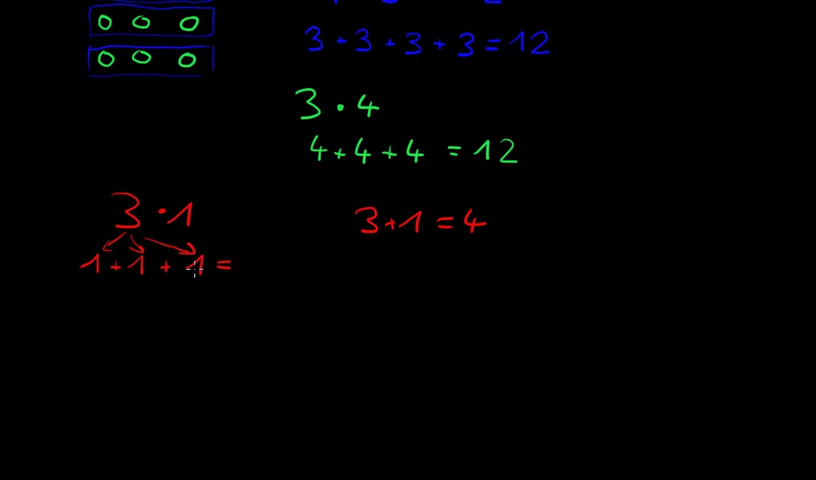 3 + 3 + 3 + 3 = 12
3 · 4
4 + 4 + 4 = 12
3 · 1
3 + 1 = 4
1 + 1 + 1 =